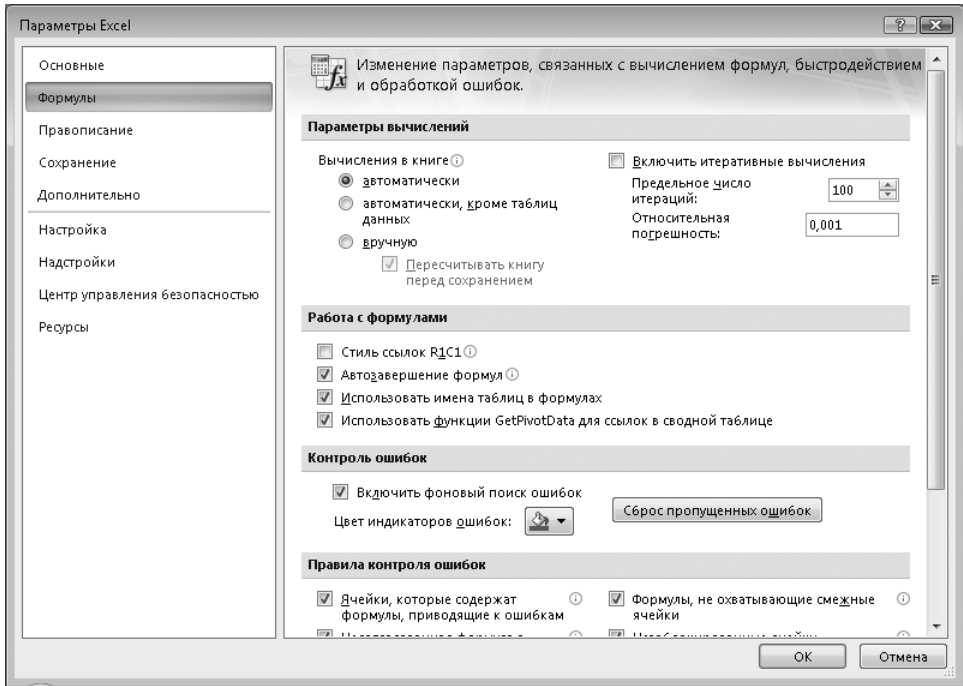 Параметры Excel
Основные
Формулы
Правописание
Сохранение
Дополнительно
Настройка
Надстройки
Центр управления безопасностью
Ресурсы
Изменение параметров, связанных с вычислением формул, быстродействием
и обработкой ошибок.
Параметры вычислений
Вычисления в книге
автоматически
автоматически, кроме таблиц
данных
вручную
Пересчитывать книгу
перед сохранением
Включить итеративные вычисления
Предельное число
итераций:
100
Относительная
погрешность:
0,001
Работа с формулами
Стиль ссылок R1C1
Автозавершение формул
Использовать имена таблиц в формулах
Использовать функции GetPivotData для ссылок в сводной таблице
Контроль ошибок
Включить фоновый поиск ошибок
Цвет индикаторов ошибок:
Сброс пропущенных ошибок
Правила контроля ошибок
Ячейки, которые содержат
формулы, приводящие к ошибкам
Формулы, не охватывающие смежные
ячейки
ОК
Отмена